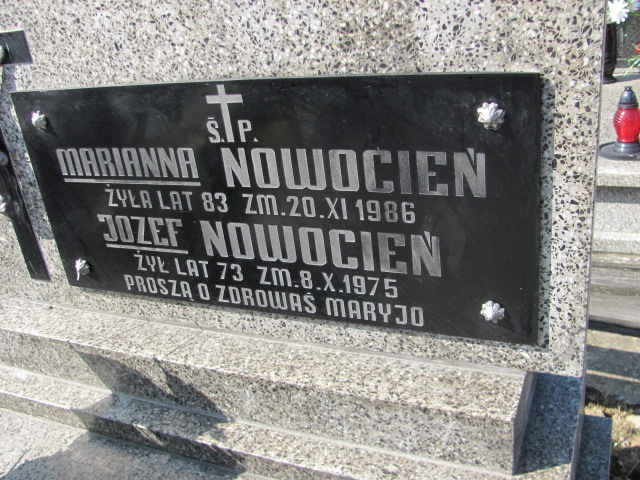 Ś. P.
MARIANNA NOWOCIEŃ
ŻYŁA LAT 83 ZM. 20. XI 1986
JOZEF NOWOCIEŃ
ŻYŁ LAT 73 ZM. 8. X. 1975
PROSZĄ O ZDROWAŚ MARYJO